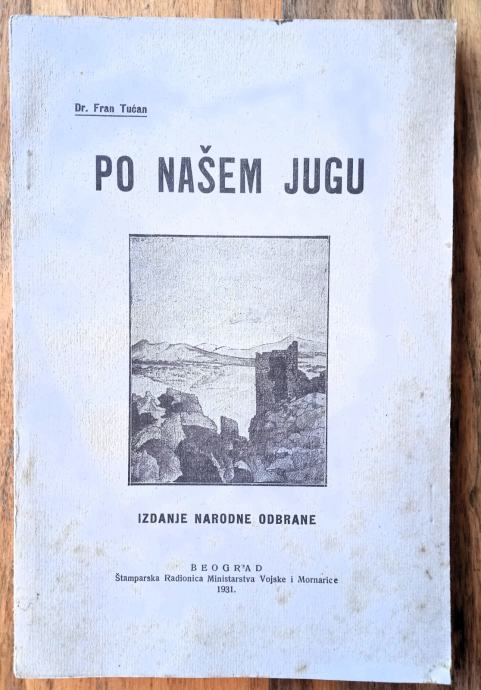 Dr. Fran Tućan
PO NAŠEM JUGU
IZDANJE NARODNE ODBRANE
BEOGRAD
Štamparska Radionica Ministarstva Vojske i Mornarice
1931.